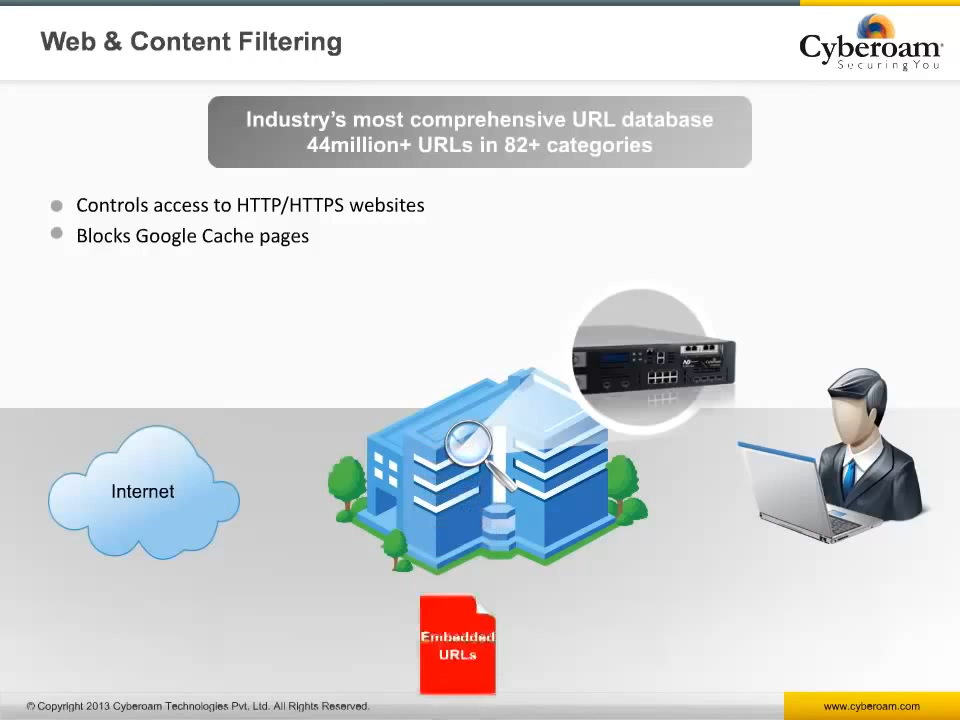 Web & Content Filtering
Cyberoam
Securing You
Industry's most comprehensive URL database
44million+ URLs in 82+ categories
Controls access to HTTP/HTTPS websites
Blocks Google Cache pages
Internet
Embedded
URLs
© Copyright 2013 Cyberoam Technologies Pvt. Ltd. All Rights Reserved.
www.cyberoam.com